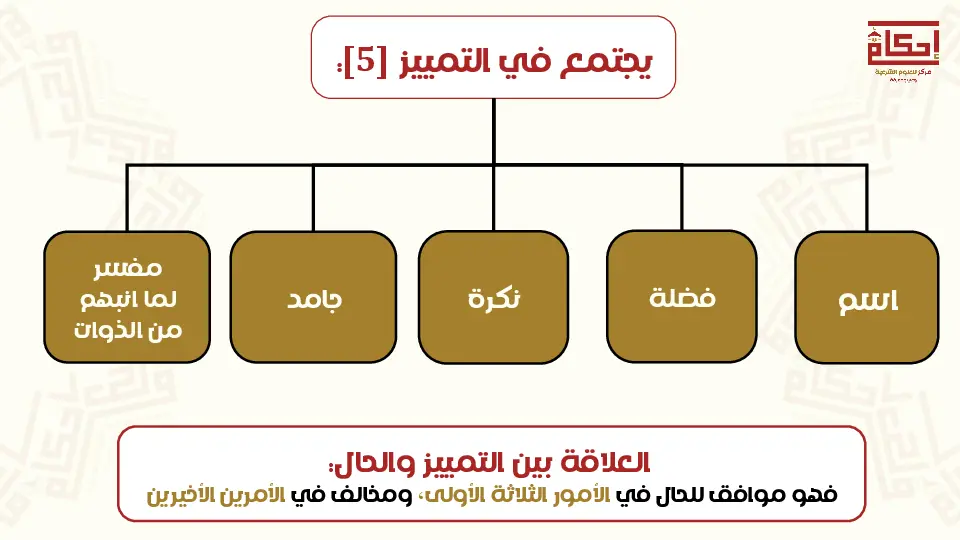 إحكام
مركز للعلوم الشرعية
يجتمع في التمييز [5]:
اسم
فضلة
نكرة
جامد
مفسر
لما انبهم
من الذوات
العلاقة بين التمييز والحال:
فهو موافق للحال في الأمور الثلاثة الأولى، ومخالف في الأمرين الأخيرين